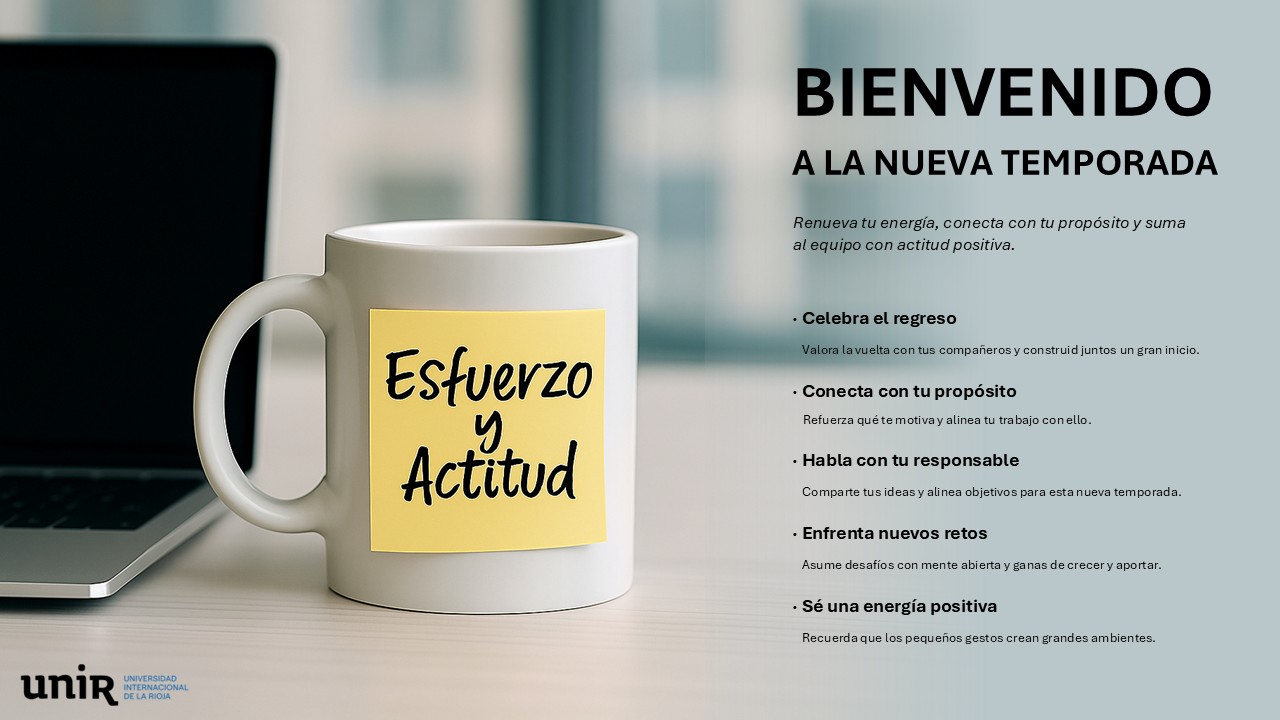 BIENVENIDO
A LA NUEVA TEMPORADA
Renueva tu energía, conecta con tu propósito y suma
al equipo con actitud positiva.
· Celebra el regreso
Valora la vuelta con tus compañeros y construid juntos un gran inicio.
· Conecta con tu propósito
Refuerza qué te motiva y alinea tu trabajo con ello.
· Habla con tu responsable
Comparte tus ideas y alinea objetivos para esta nueva temporada.
· Enfrenta nuevos retos
Asume desafíos con mente abierta y ganas de crecer y aportar.
· Sé una energía positiva
Recuerda que los pequeños gestos crean grandes ambientes.
Esfuerzo
y
Actitud
unir
UNIVERSIDAD
INTERNACIONAL
DE LA RIOJA